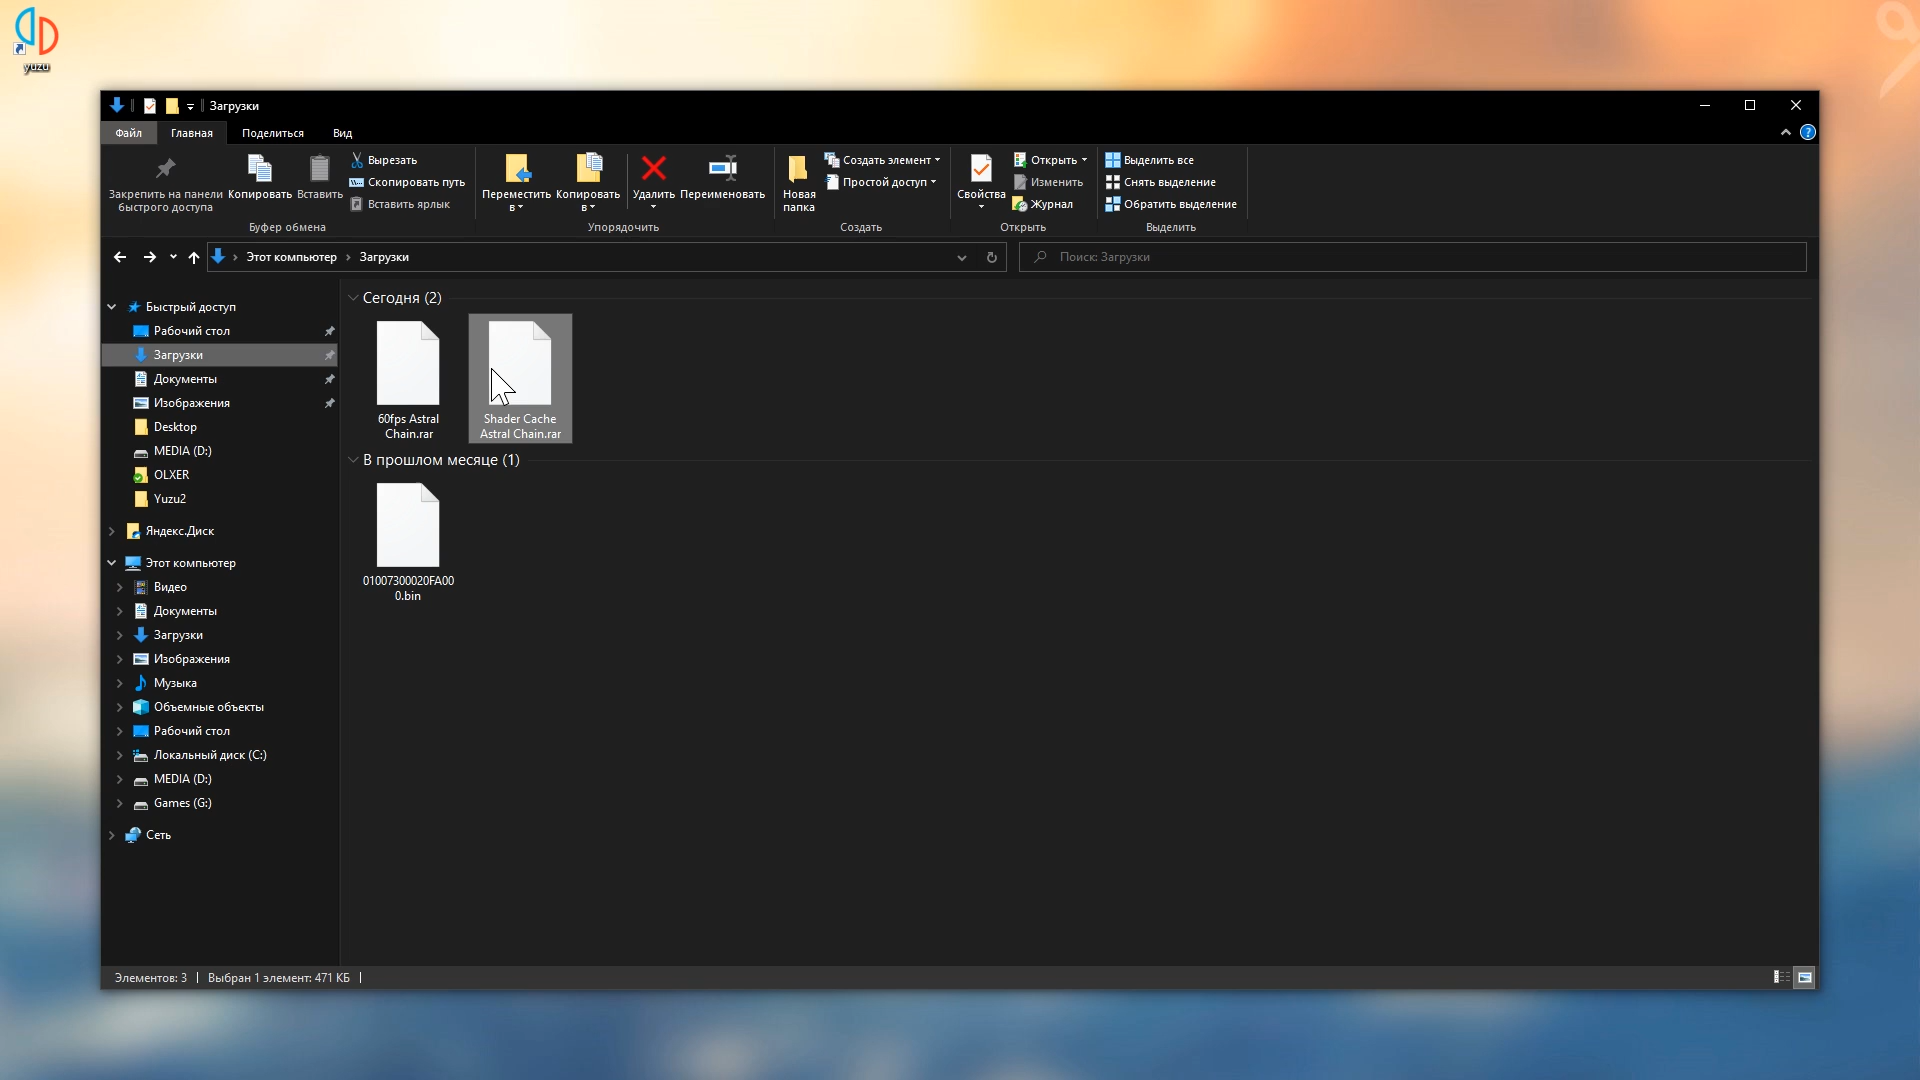 yuzu
Загрузки
Файл
Главная
Поделиться
Вид
Закрепить на панели
быстрого доступа
Копировать
Вставить
Вырезать
Скопировать путь
Вставить ярлык
Буфер обмена
Переместить
в
Копировать
в
Удалить
Переименовать
Упорядочить
Новая
папка
Создать элемент
Простой доступ
Создать
Свойства
Открыть
Изменить
Журнал
Открыть
Выделить все
Снять выделение
Обратить выделение
Выделить
Этот компьютер
Загрузки
Поиск: Загрузки
Быстрый доступ
Рабочий стол
Загрузки
Документы
Изображения
Desktop
MEDIA (D:)
OLXER
Yuzu2
Яндекс.Диск
Этот компьютер
Видео
Документы
Загрузки
Изображения
Музыка
Объемные объекты
Рабочий стол
Локальный диск (C:)
MEDIA (D:)
Games (G:)
Сеть
Сегодня (2)
60fps Astral
Chain.rar
Shader Cache
Astral Chain.rar
В прошлом месяце (1)
01007300020FA00
0.bin
Элементов: 3
Выбран 1 элемент: 471 КБ